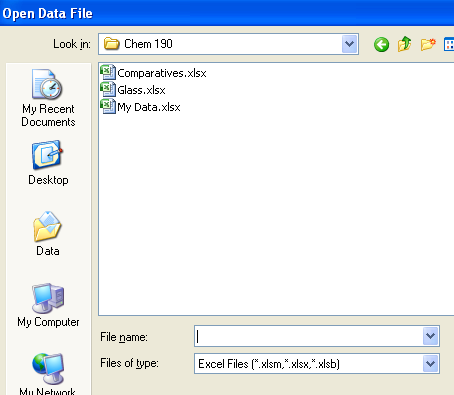 Open Data File
Look in:
Chem 190
My Recent
Documents
Desktop
Data
My Computer
My Network
Comparatives.xlsx
Glass.xlsx
My Data.xlsx
File name:
Files of type:
Excel Files (*.xlsm,*.xlsx,*.xlsb)